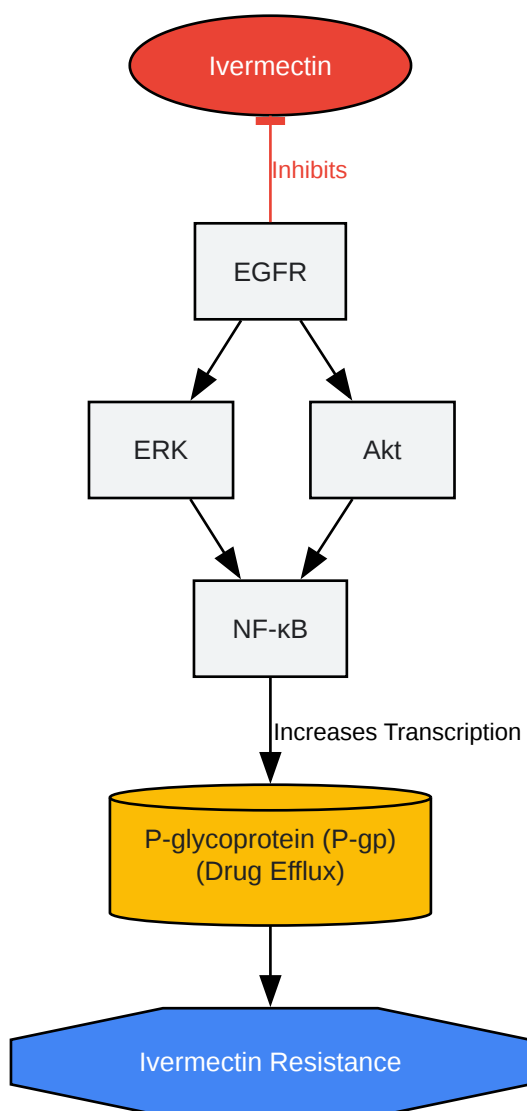 Ivermectin
Inhibits
EGFR
ERK
Akt
NF-κB
Increases Transcription
P-glycoprotein (P-gp)
(Drug Efflux)
Ivermectin Resistance